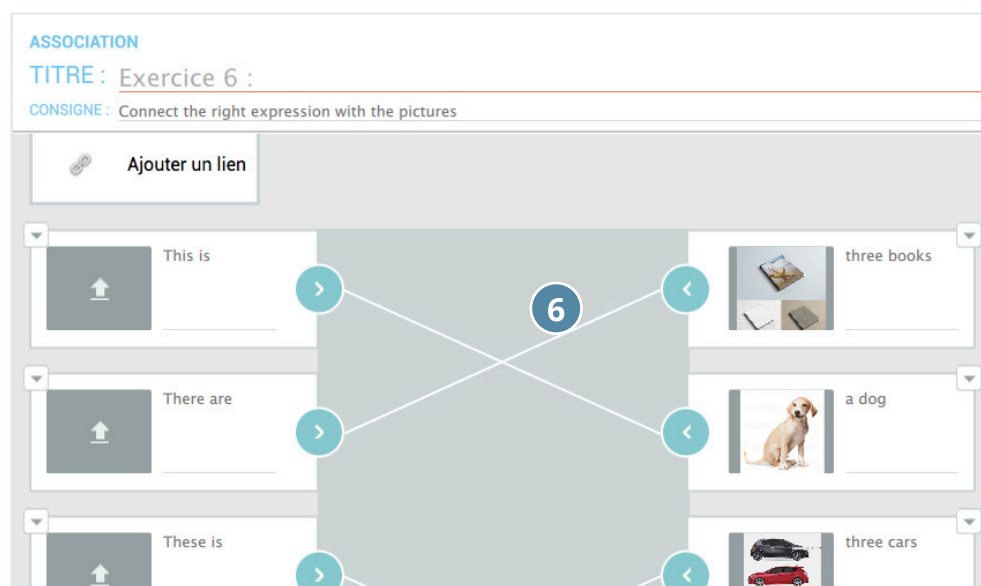 ASSOCIATION
TITRE : Exercice 6 :
CONSIGNE : Connect the right expression with the pictures
Ajouter un lien
This is
three books
6
There are
a dog
These is
three cars